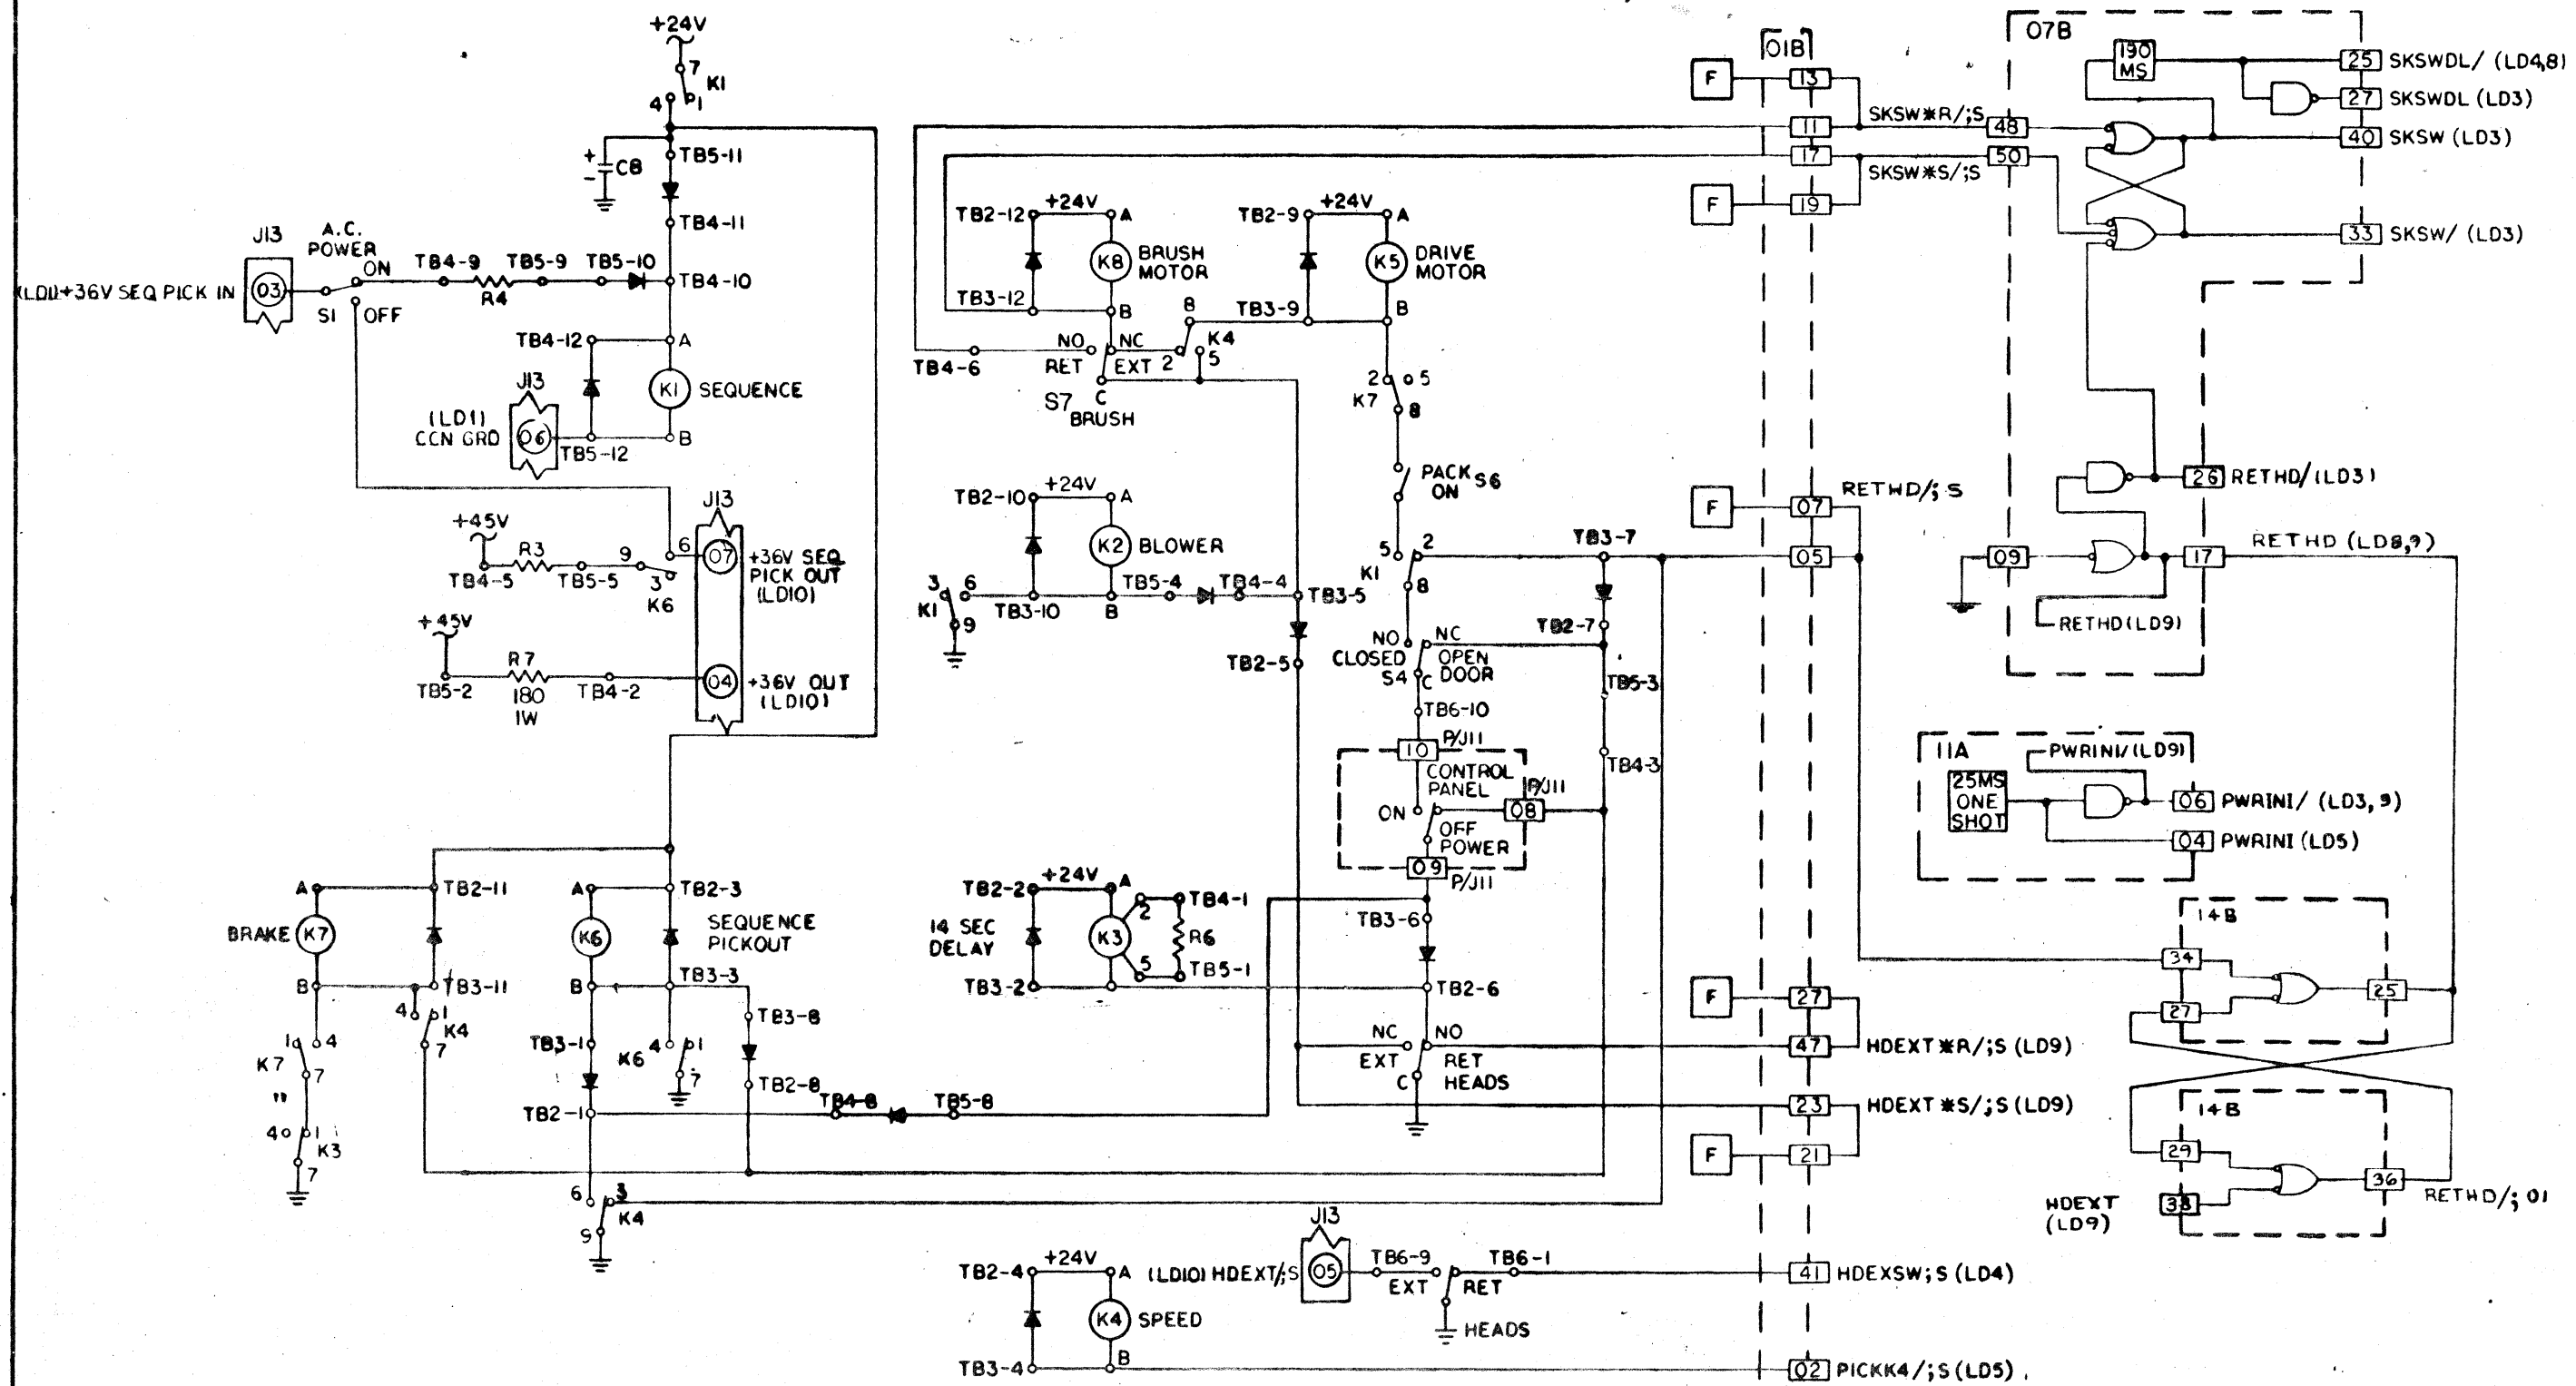 +24V
7
K1
4
1
+
-
C8
TB5-11
TB4-11
J13
A.C.
POWER
ON
TB4-9
TB5-9
TB5-10
TB4-10
+36V SEQ PICK IN
03
R4
S1
OFF
TB4-12
A
J13
K1
SEQUENCE
(LD1)
CCN GRD
06
B
TB5-12
J13
+45V
R3
9
6
07
+36V SEQ
PICK OUT
(LD10)
TB4-5
TB5-5
3
K6
+45V
R7
04
+36V OUT
(LD10)
TB5-2
180
1W
TB4-2
A
TB2-11
A
TB2-3
BRAKE
K7
K6
SEQUENCE
PICKOUT
B
TB3-11
B
TB3-3
4
1
K4
7
TB3-8
1
4
K7
7
TB3-1
K6
4
1
7
TB2-8
"
TB2-1
TB4-8
TB5-8
4
1
K3
7
6
3
K4
9
TB2-12
+24V
A
K8
BRUSH
MOTOR
TB3-12
B
TB2-9
+24V
A
K5
DRIVE
MOTOR
8
TB3-9
B
NO
NC
K4
TB4-6
RET
EXT
2
5
C
S7
BRUSH
2
5
K7
8
PACK
ON
S6
TB2-10
+24V
A
K2
BLOWER
3
6
K1
9
TB3-10
B
TB5-4
TB4-4
TB3-5
5
2
K1
8
TB3-7
TB2-7
TB2-5
NO
NC
CLOSED
OPEN
S4
C
DOOR
TB5-3
TB6-10
TB4-3
10
P/J11
CONTROL
PANEL
P/J11
ON
08
OFF
POWER
09
P/J11
TB2-2
+24V
A
2
TB4-1
14 SEC
DELAY
K3
R6
5
TB5-1
TB3-2
TB3-6
TB2-6
NC
NO
EXT
RET
C
HEADS
J13
TB2-4
+24V
A
(LD10) HDEXT/;S
05
TB6-9
TB6-1
EXT
RET
K4
SPEED
HEADS
TB3-4
B
01B
F
13
11
SKSW*R/;S
48
17
50
SKSW*S/;S
F
19
F
07
RETHD/;S
05
F
27
47
HDEXT*R/;S (LD9)
23
HDEXT*S/;S (LD9)
F
21
41
HDEXSW;S (LD4)
02
PICKK4/;S (LD5)
07B
190
MS
25
SKSWDL/ (LD4,8)
27
SKSWDL (LD3)
40
SKSW (LD3)
33
SKSW/ (LD3)
26
RETHD/(LD3)
09
17
RETHD (LD8,9)
RETHD(LD9)
11A
PWRINI/(LD9)
25MS
ONE
SHOT
06
PWRINI/ (LD3, 9)
04
PWRINI (LD5)
14B
34
27
25
14B
29
36
RETHD/; 01
HDEXT
(LD9)
33